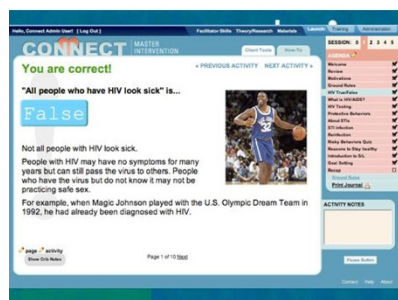 Hello, Connect Admin User! [ Log Out ]
Facilitator Skills Theory/Research Materials Launch Training Administrator
CONNECT MASTER INTERVENTION
Client Tools How-To
SESSION: 0 1 2 3 4 5
You are correct!
« PREVIOUS ACTIVITY NEXT ACTIVITY »
AGENDA
Welcome
Review
Motivations
Ground Rules
HIV True/False
What is HIV/AIDS?
HIV Testing
Protective Behaviors
About STIs
STI Infection
Reinfection
Risky Behaviors Quiz
Reasons to Stay healthy
Introduction to S/L
Goal Setting
Recap
Ground Rules
Print Journal
"All people who have HIV look sick" is...
False
32
Not all people with HIV look sick.
People with HIV may have no symptoms for many
years but can still pass the virus to others. People
who have the virus but do not know it may not be
practicing safe sex.
For example, when Magic Johnson played with the U.S. Olympic Dream Team in
1992, he had already been diagnosed with HIV.
ACTIVITY NOTES
page activity
Show Crib Notes
Page 1 of 10 Next
Pause Button
Contact Help About